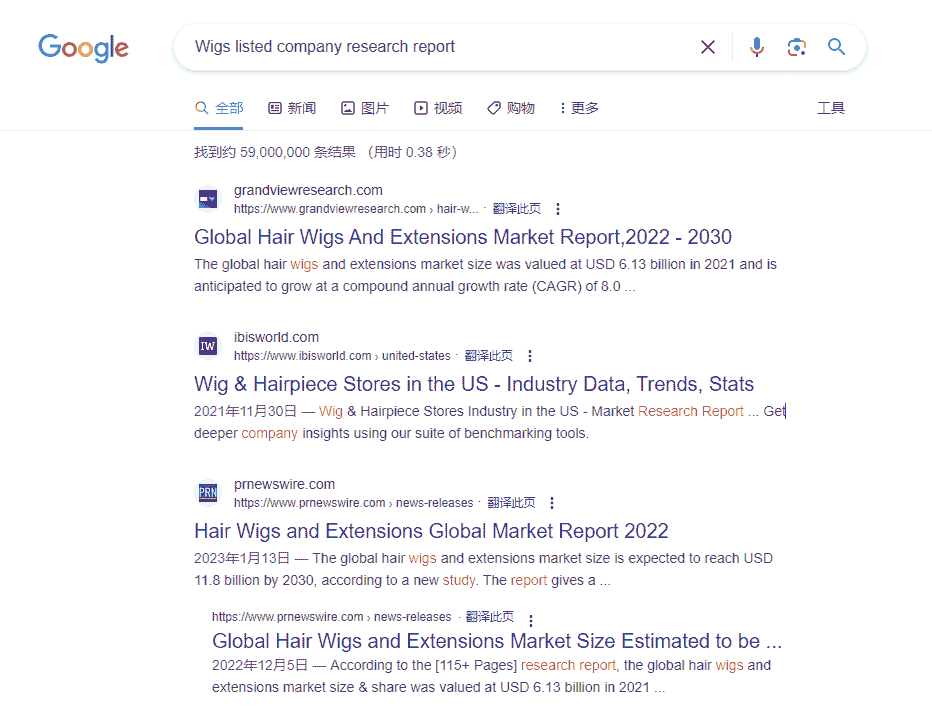 Google
Wigs listed company research report
全部 新闻 图片 视频 购物 更多 工具
找到约 59,000,000 条结果 （用时 0.38 秒）
grandviewresearch.com
https://www.grandviewresearch.com › hair-w... · 翻译此页
Global Hair Wigs And Extensions Market Report,2022 - 2030
The global hair wigs and extensions market size was valued at USD 6.13 billion in 2021 and is
anticipated to grow at a compound annual growth rate (CAGR) of 8.0 ...
IW
ibisworld.com
https://www.ibisworld.com › united-states · 翻译此页
Wig & Hairpiece Stores in the US - Industry Data, Trends, Stats
2021年11月30日 — Wig & Hairpiece Stores Industry in the US - Market Research Report ... Get
deeper company insights using our suite of benchmarking tools.
PRN
prnewswire.com
https://www.prnewswire.com › news-releases · 翻译此页
Hair Wigs and Extensions Global Market Report 2022
2023年1月13日 — The global hair wigs and extensions market size is expected to reach USD
11.8 billion by 2030, according to a new study. The report gives a ...
https://www.prnewswire.com › news-releases · 翻译此页
Global Hair Wigs and Extensions Market Size Estimated to be ...
2022年12月5日 — According to the [115+ Pages] research report, the global hair wigs and
extensions market size & share was valued at USD 6.13 billion in 2021 ...